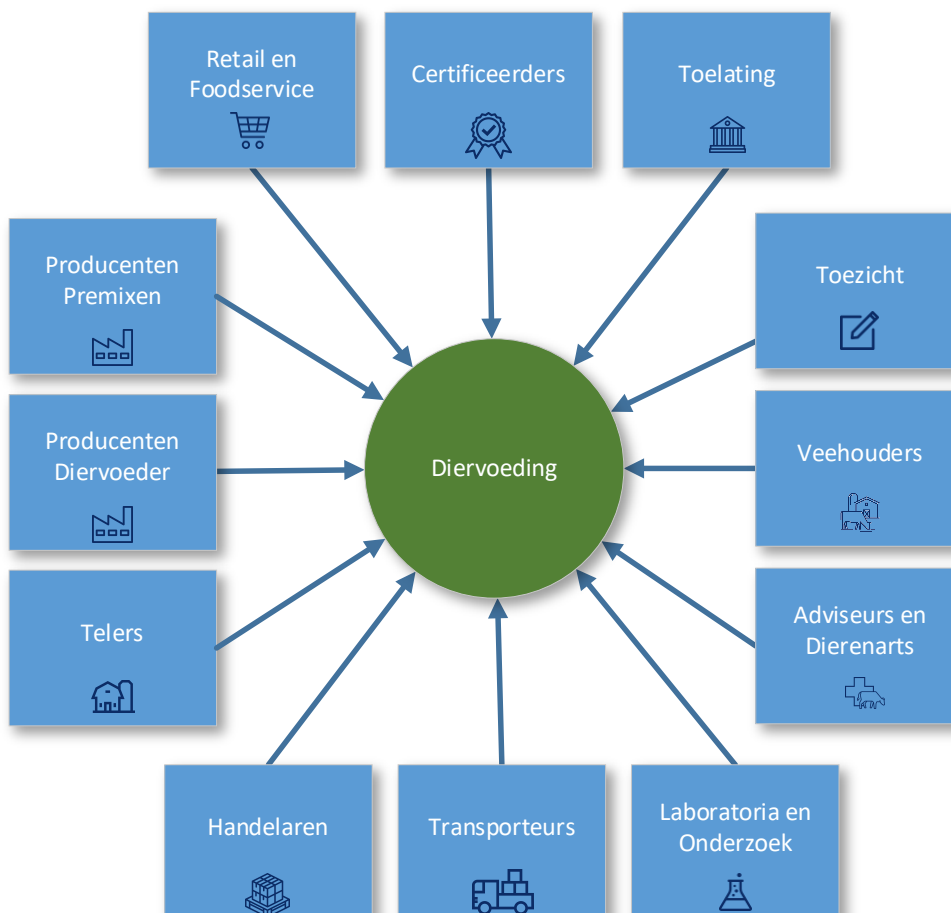 Retail en
Foodservice
Certificeerders
Toelating
Producenten
Premixen
Toezicht
Producenten
Diervoeder
Diervoeding
Veehouders
Telers
Adviseurs en
Dierenarts
Handelaren
Transporteurs
Laboratoria en
Onderzoek